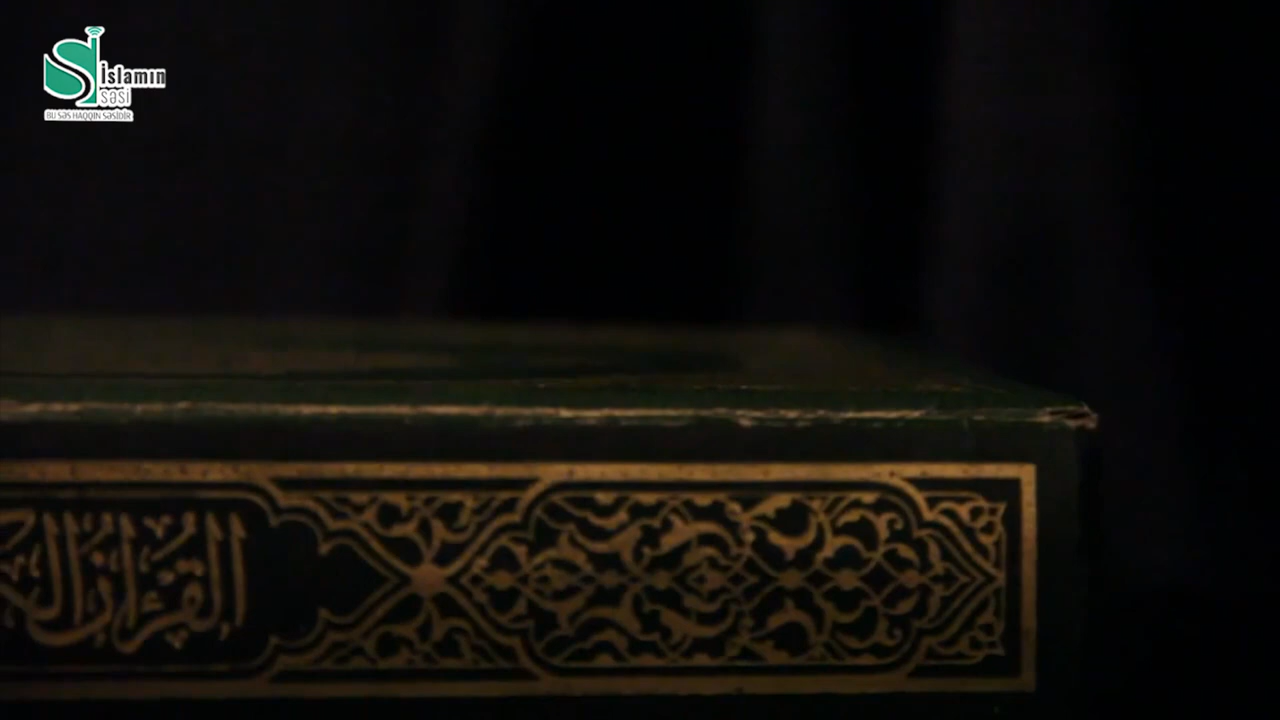 İslamın
səsi
BU SƏS HAQQIN SƏSİDİR
القرآن